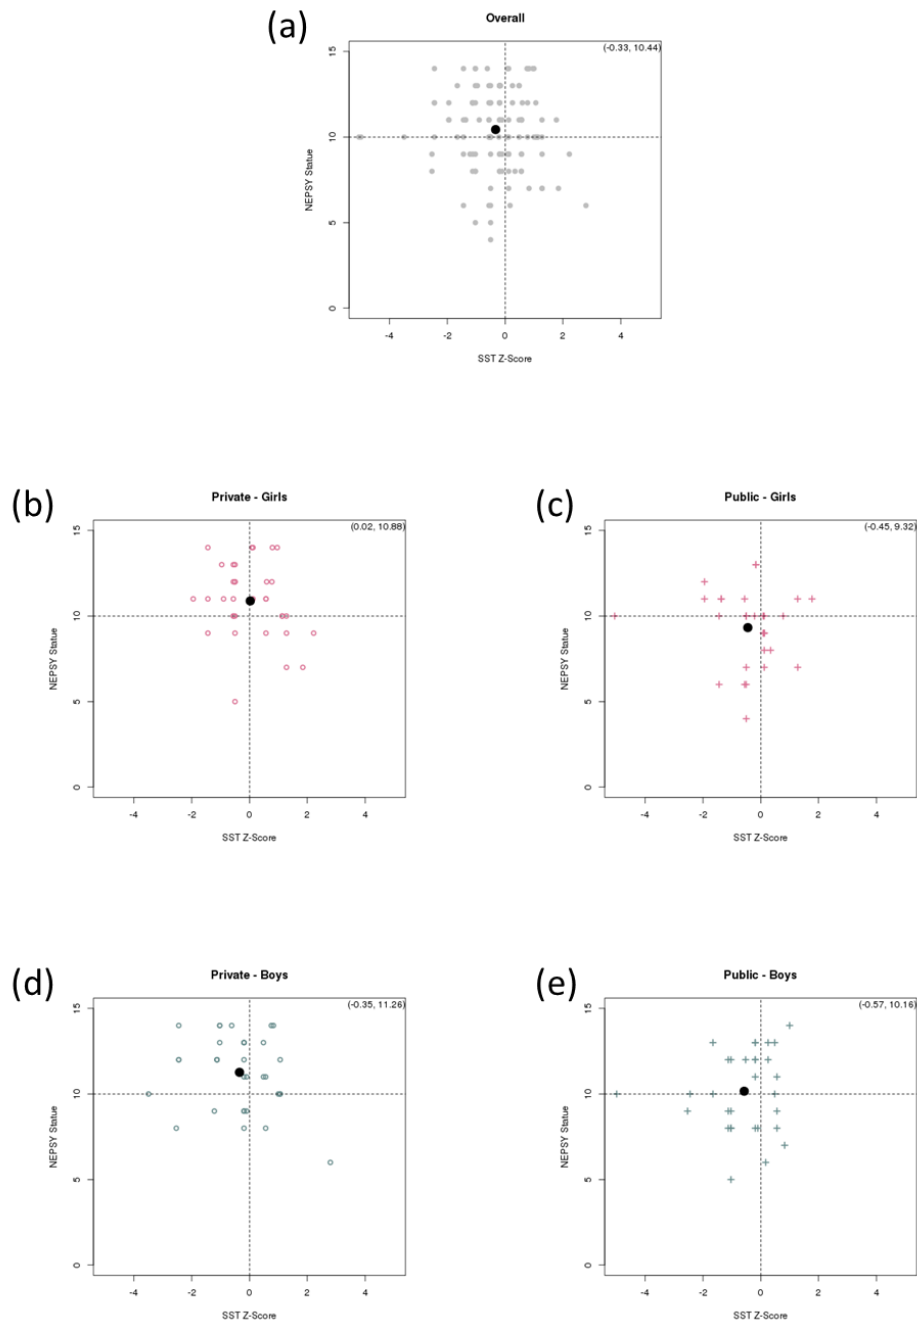 (a)
Overall
(-0.33, 10.44)
NEPSY Statue
0 5 10 15
-4 -2 0 2 4
SST Z-Score
(b)
Private - Girls
(0.02, 10.88)
NEPSY Statue
0 5 10 15
-4 -2 0 2 4
SST Z-Score
(c)
Public - Girls
(-0.45, 9.32)
NEPSY Statue
0 5 10 15
-4 -2 0 2 4
SST Z-Score
(d)
Private - Boys
(-0.35, 11.26)
NEPSY Statue
0 5 10 15
-4 -2 0 2 4
SST Z-Score
(e)
Public - Boys
(-0.57, 10.16)
NEPSY Statue
0 5 10 15
-4 -2 0 2 4
SST Z-Score